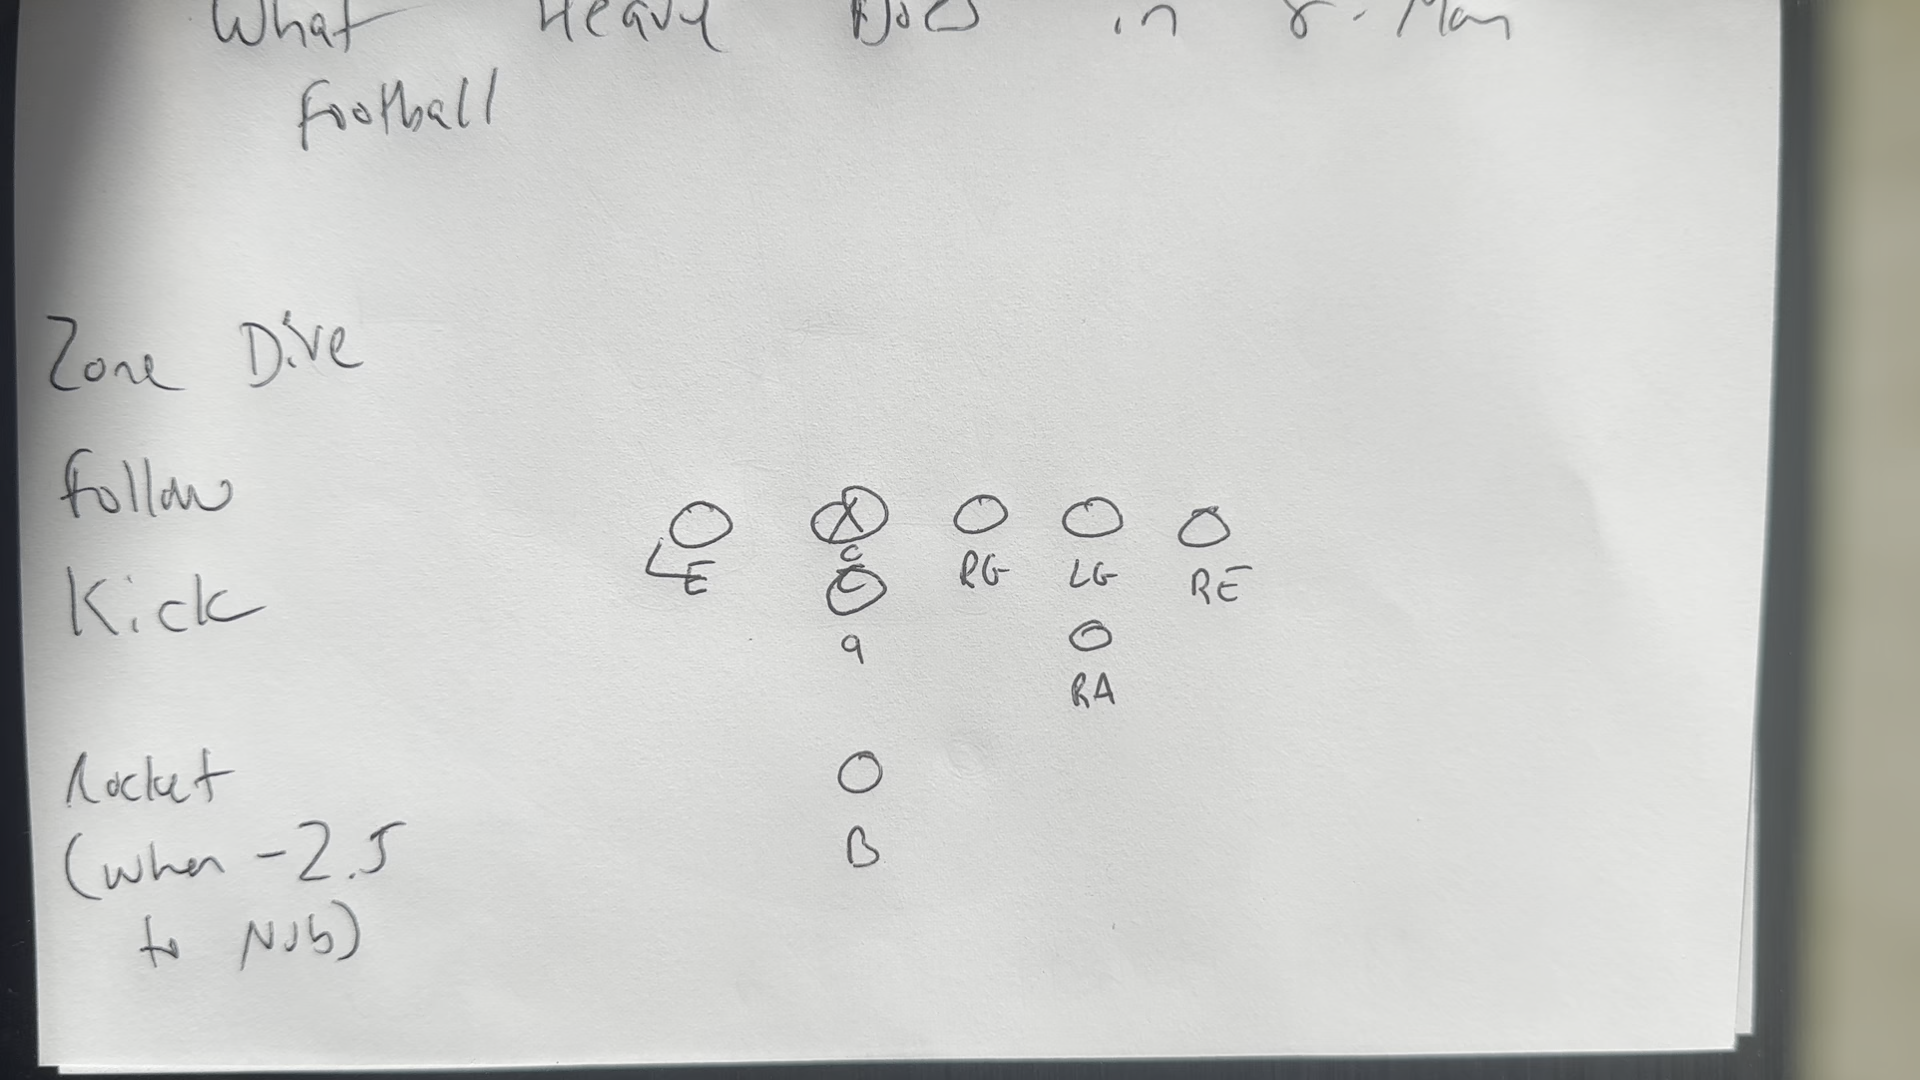 What Heavy Does in 8-Man
Football
Zone Dive
Follow
Kick
LE
C
RG
LG
RE
q
RA
Rocket
(when -2.5
to Nub)
B